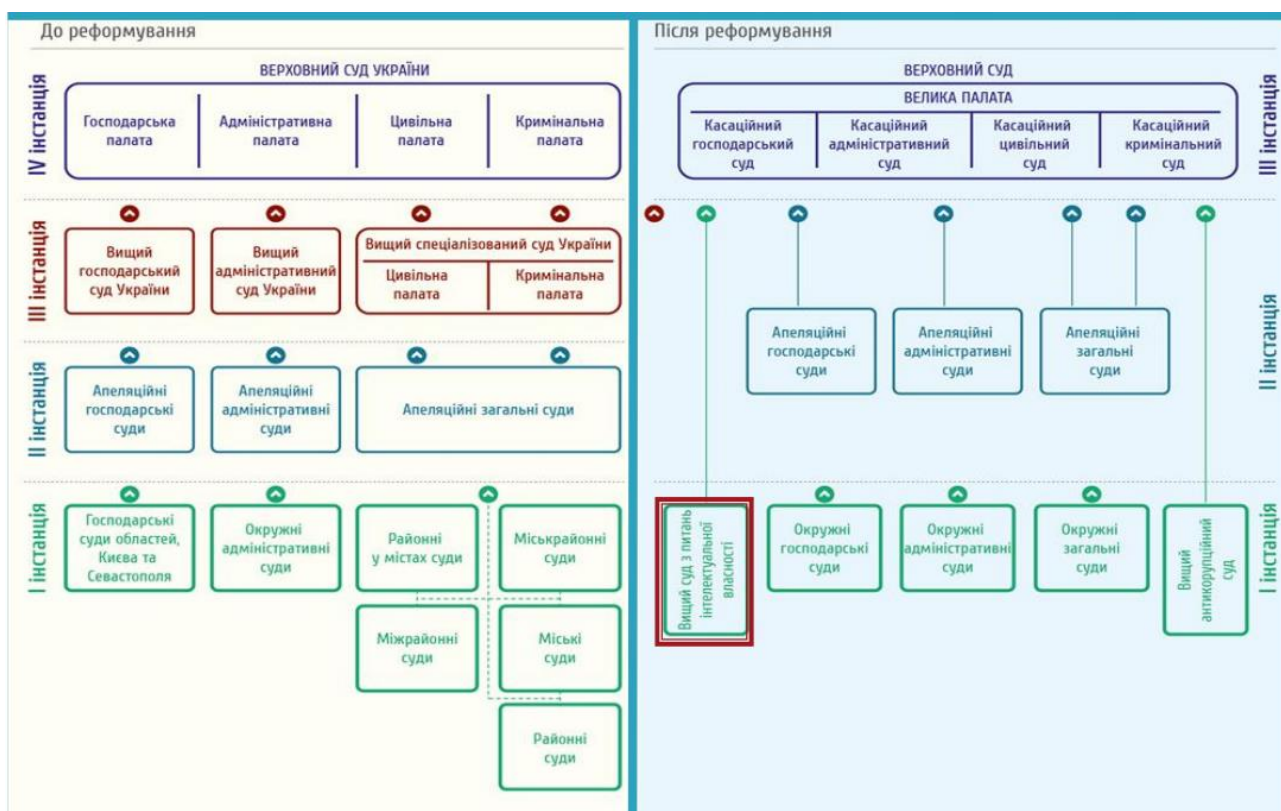 До реформування
ВЕРХОВНИЙ СУД УКРАЇНИ
IV інстанція
Господарська
палата
Адміністративна
палата
Цивільна
палата
Кримінальна
палата
III інстанція
Вищий
господарський
суд України
Вищий
адміністративний
суд України
Вищий спеціалізований суд України
Цивільна
палата
Кримінальна
палата
II інстанція
Апеляційні
господарські
суди
Апеляційні
адміністративні
суди
Апеляційні загальні суди
I інстанція
Господарські
суди областей,
Києва та
Севастополя
Окружні
адміністративні
суди
Районні
у містах суди
Міськрайонні
суди
Міжрайонні
суди
Міські
суди
Районні
суди
Після реформування
ВЕРХОВНИЙ СУД
ВЕЛИКА ПАЛАТА
Касаційний
господарський
суд
Касаційний
адміністративний
суд
Касаційний
цивільний
суд
Касаційний
кримінальний
суд
III інстанція
Апеляційні
господарські
суди
Апеляційні
адміністративні
суди
Апеляційні
загальні
суди
II інстанція
Вищий суд з питань
інтелектуальної
власності
Окружні
господарські
суди
Окружні
адміністративні
суди
Окружні
загальні
суди
Вищий
антикорупційний
суд
I інстанція